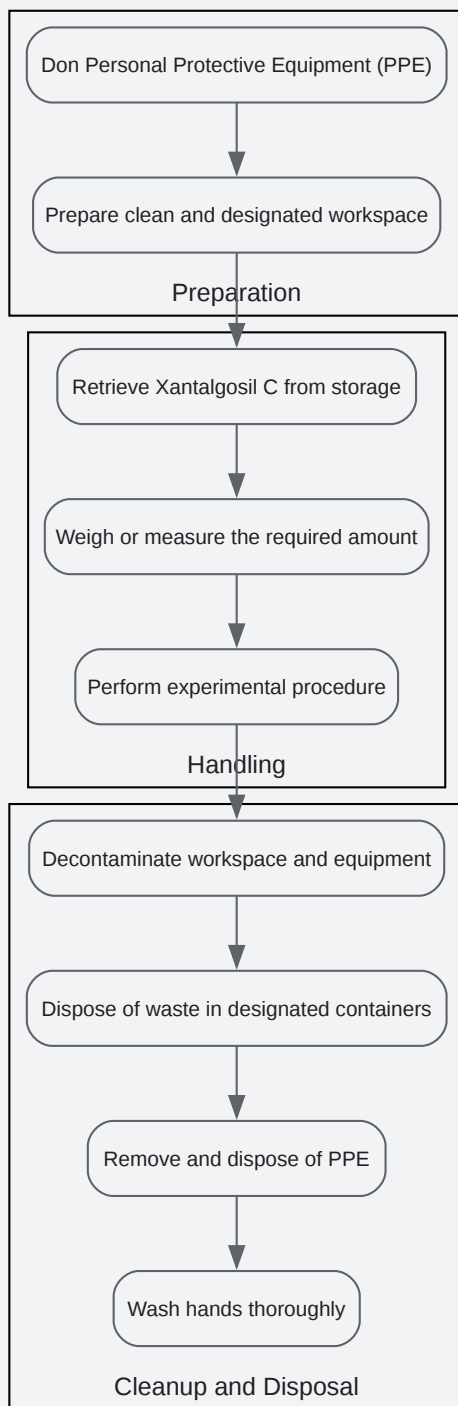 Don Personal Protective Equipment (PPE)
Prepare clean and designated workspace
Preparation
Retrieve Xantalgosil C from storage
Weigh or measure the required amount
Perform experimental procedure
Handling
Decontaminate workspace and equipment
Dispose of waste in designated containers
Remove and dispose of PPE
Wash hands thoroughly
Cleanup and Disposal